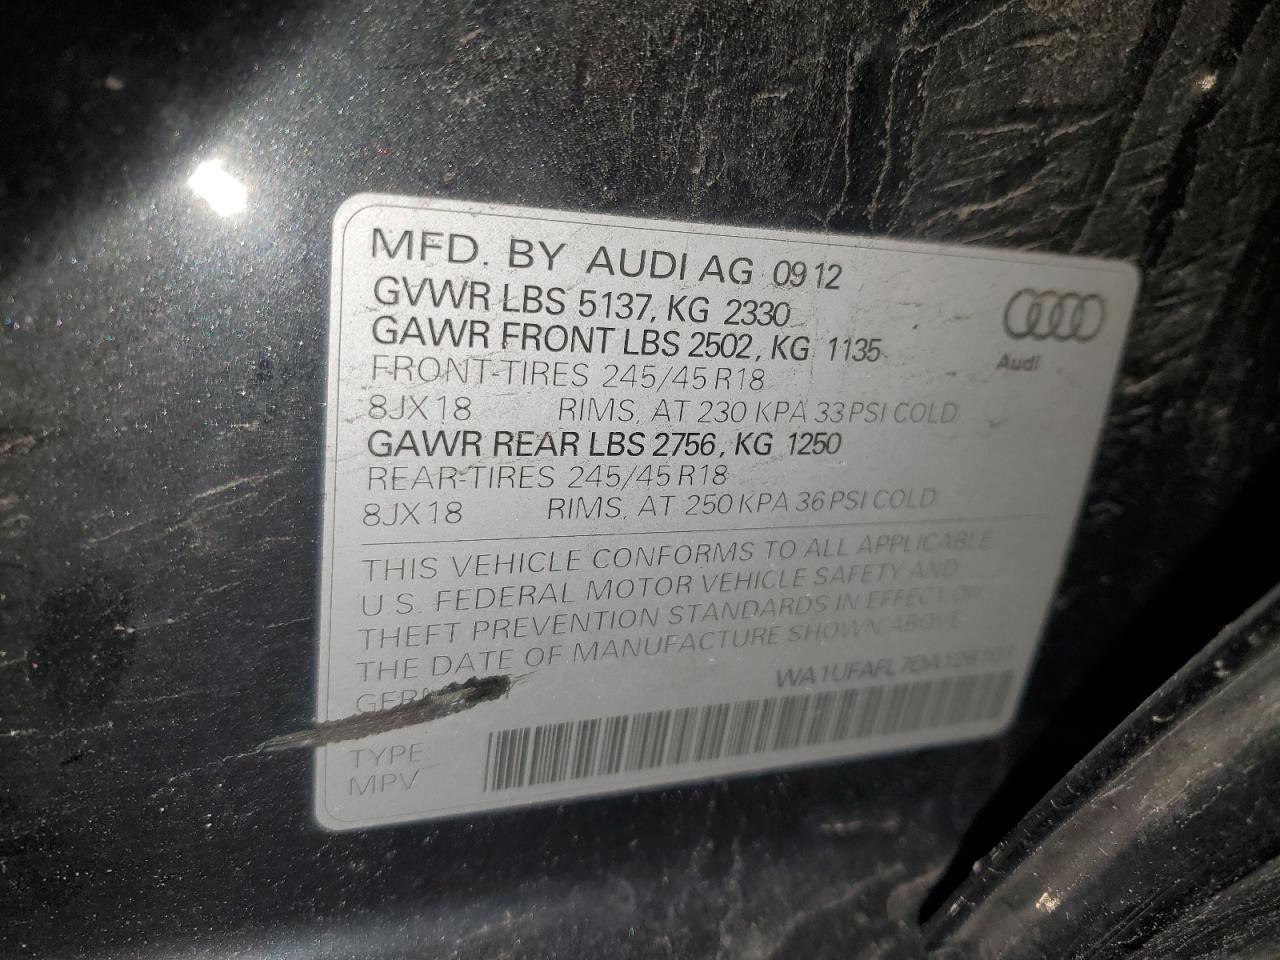 MFD. BY AUDI AG 0912
GVWR LBS 5137, KG 2330
GAWR FRONT LBS 2502, KG 1135
FRONT-TIRES 245/45 R18
8JX18 RIMS, AT 230 KPA 33 PSI COLD
GAWR REAR LBS 2756, KG 1250
REAR-TIRES 245/45 R18
8JX18 RIMS, AT 250 KPA 36 PSI COLD
Audi
THIS VEHICLE CONFORMS TO ALL APPLICABLE
U.S. FEDERAL MOTOR VEHICLE SAFETY AND
THEFT PREVENTION STANDARDS IN EFFECT ON
THE DATE OF MANUFACTURE SHOWN ABOVE
TYPE
MPV